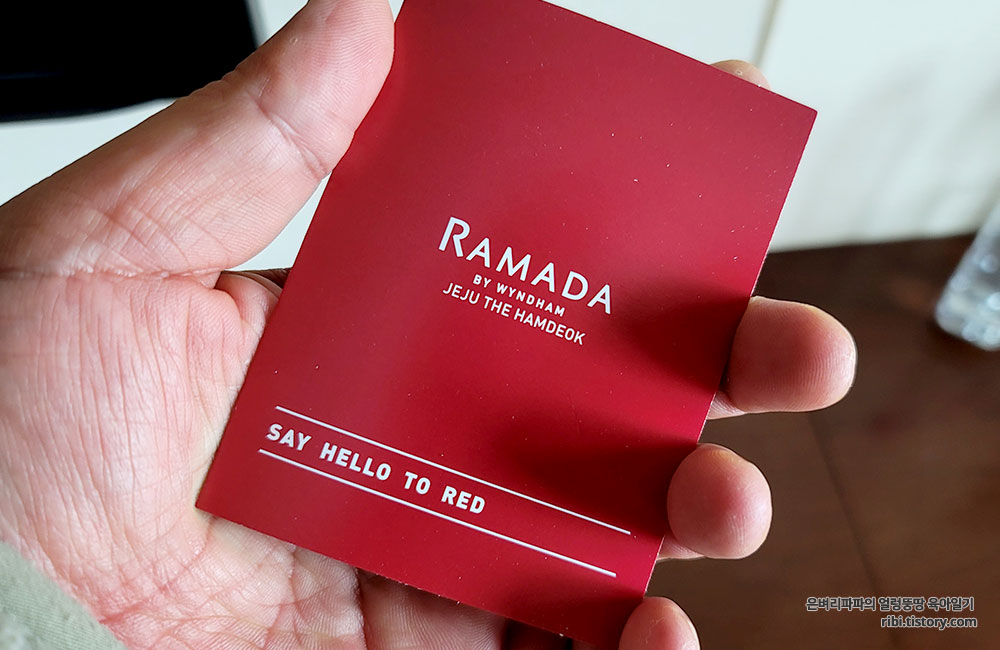 RAMADA
BY WYNDHAM
JEJU THE HAMDEOK
SAY HELLO TO RED
은벼리파파의 얼렁뚱땅 육아일기
ribi.tistory.com